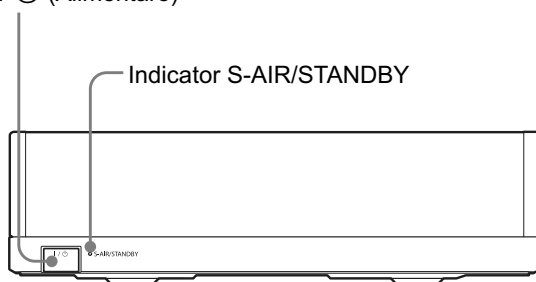 (Alimentare)
Indicator S-AIR/STANDBY
I / ⏻
S-AIR/STANDBY